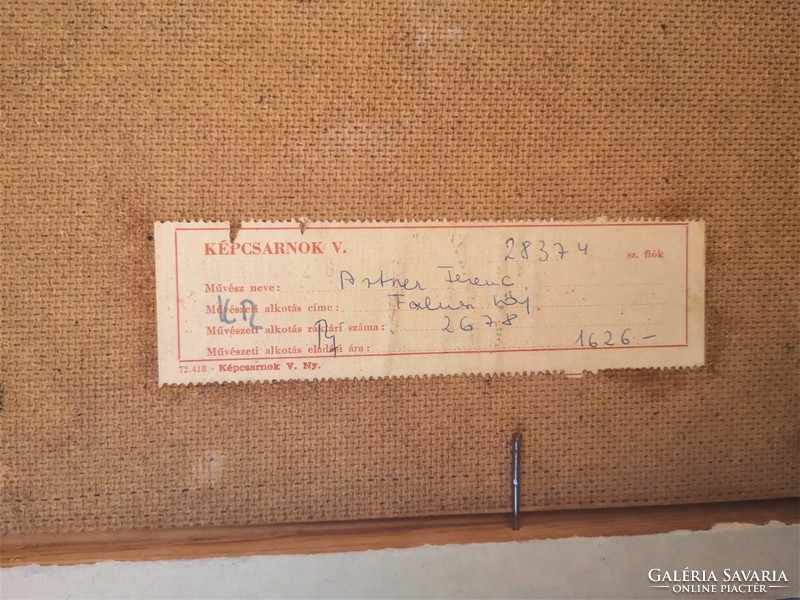 KÉPCSARNOK V. 28374 sz. fiók
Művész neve: Artner Ferenc
Művészeti alkotás címe: Falusi táj
Művészeti alkotás raktári száma: 2678
Művészeti alkotás eladási ára: 1626-
72.418 - Képcsarnok V. Ny.
GALÉRIA SAVARIA
ONLINE PIACTÉR